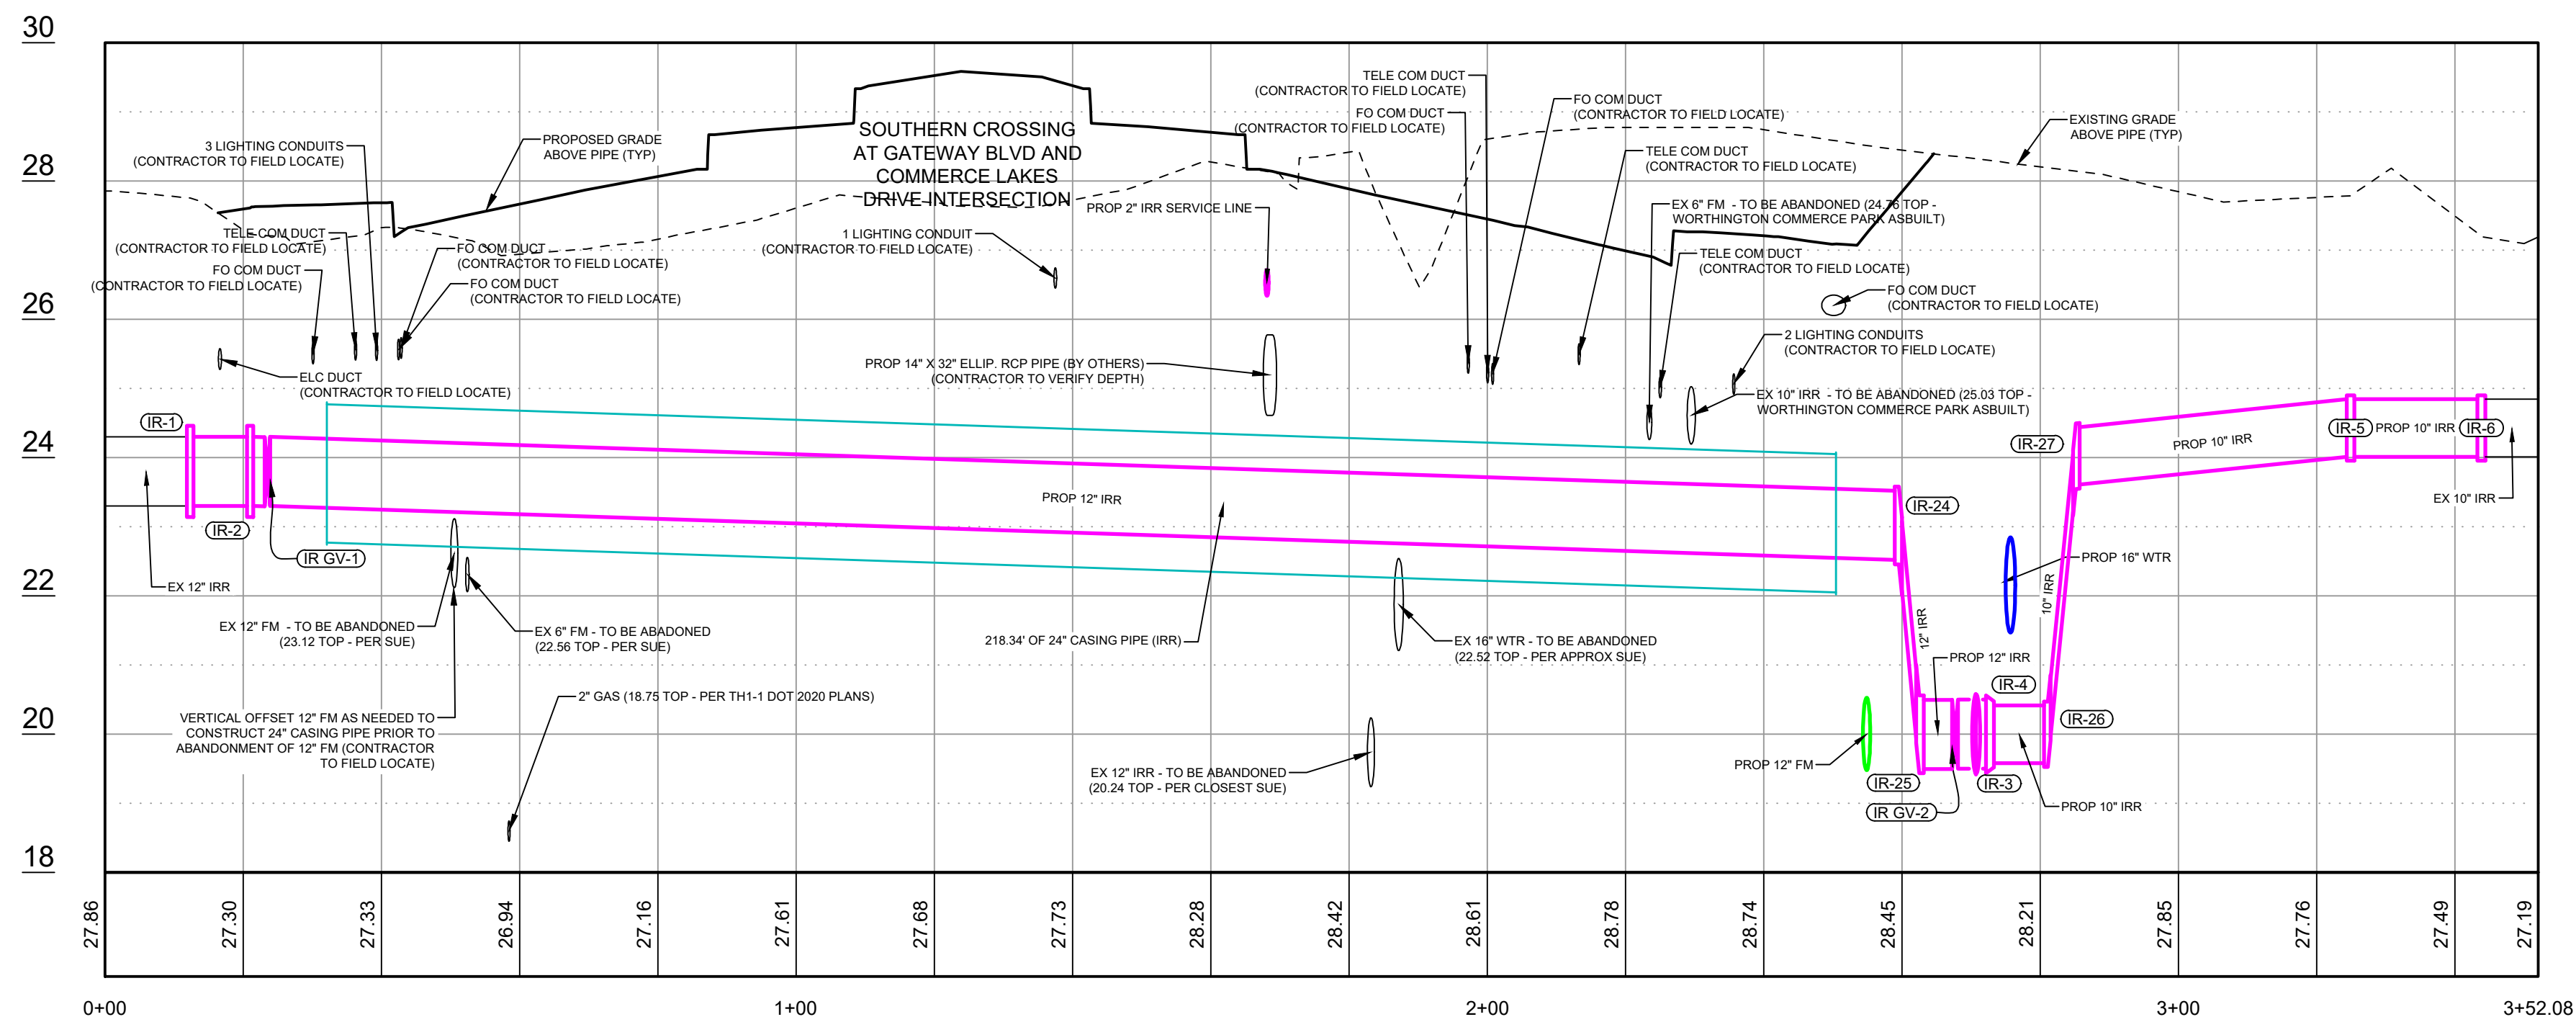 30
28
26
24
22
20
18
3 LIGHTING CONDUITS
(CONTRACTOR TO FIELD LOCATE)
PROPOSED GRADE
ABOVE PIPE (TYP)
SOUTHERN CROSSING
AT GATEWAY BLVD AND
COMMERCE LAKES
DRIVE INTERSECTION
TELE COM DUCT
(CONTRACTOR TO FIELD LOCATE)
FO COM DUCT
(CONTRACTOR TO FIELD LOCATE)
FO COM DUCT
(CONTRACTOR TO FIELD LOCATE)
TELE COM DUCT
(CONTRACTOR TO FIELD LOCATE)
EXISTING GRADE
ABOVE PIPE (TYP)
TELE COM DUCT
(CONTRACTOR TO FIELD LOCATE)
FO COM DUCT
(CONTRACTOR TO FIELD LOCATE)
FO COM DUCT
(CONTRACTOR TO FIELD LOCATE)
FO COM DUCT
(CONTRACTOR TO FIELD LOCATE)
1 LIGHTING CONDUIT
(CONTRACTOR TO FIELD LOCATE)
PROP 2" IRR SERVICE LINE
EX 6" FM - TO BE ABANDONED (24.76 TOP -
WORTHINGTON COMMERCE PARK ASBUILT)
TELE COM DUCT
(CONTRACTOR TO FIELD LOCATE)
FO COM DUCT
(CONTRACTOR TO FIELD LOCATE)
2 LIGHTING CONDUITS
(CONTRACTOR TO FIELD LOCATE)
ELC DUCT
(CONTRACTOR TO FIELD LOCATE)
PROP 14" X 32" ELLIP. RCP PIPE (BY OTHERS)
(CONTRACTOR TO VERIFY DEPTH)
EX 10" IRR - TO BE ABANDONED (25.03 TOP -
WORTHINGTON COMMERCE PARK ASBUILT)
IR-1
IR-2
IR GV-1
EX 12" IRR
PROP 12" IRR
IR-24
IR-27
PROP 10" IRR
IR-5
PROP 10" IRR
IR-6
EX 10" IRR
EX 12" FM - TO BE ABANDONED
(23.12 TOP - PER SUE)
EX 6" FM - TO BE ABADONED
(22.56 TOP - PER SUE)
218.34' OF 24" CASING PIPE (IRR)
EX 16" WTR - TO BE ABANDONED
(22.52 TOP - PER APPROX SUE)
PROP 16" WTR
12" IRR
10" IRR
PROP 12" IRR
VERTICAL OFFSET 12" FM AS NEEDED TO
CONSTRUCT 24" CASING PIPE PRIOR TO
ABANDONMENT OF 12" FM (CONTRACTOR
TO FIELD LOCATE)
2" GAS (18.75 TOP - PER TH1-1 DOT 2020 PLANS)
EX 12" IRR - TO BE ABANDONED
(20.24 TOP - PER CLOSEST SUE)
PROP 12" FM
IR-4
IR-26
IR-25
IR-3
IR GV-2
PROP 10" IRR
27.86
27.30
27.33
26.94
27.16
27.61
27.68
27.73
28.28
28.42
28.61
28.78
28.74
28.45
28.21
27.85
27.76
27.49
27.19
0+00
1+00
2+00
3+00
3+52.08